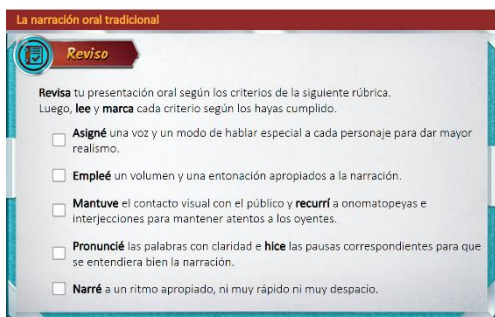 La narración oral tradicional
Reviso
Revisa tu presentación oral según los criterios de la siguiente rúbrica.
Luego, lee y marca cada criterio según los hayas cumplido.
Asigné una voz y un modo de hablar especial a cada personaje para dar mayor
realismo.
Empleé un volumen y una entonación apropiados a la narración.
Mantuve el contacto visual con el público y recurrí a onomatopeyas e
interjecciones para mantener atentos a los oyentes.
Pronuncié las palabras con claridad e hice las pausas correspondientes para que
se entendiera bien la narración.
Narré a un ritmo apropiado, ni muy rápido ni muy despacio.